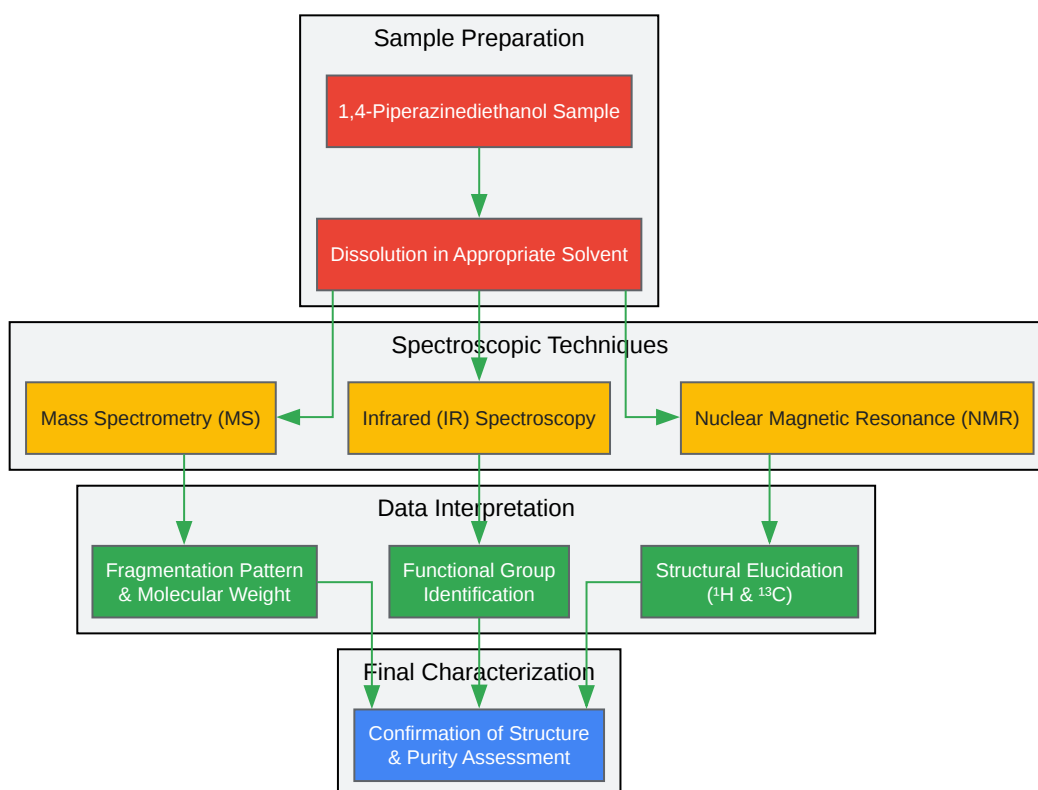 Sample Preparation
1,4-Piperazinediethanol Sample
Dissolution in Appropriate Solvent
Spectroscopic Techniques
Mass Spectrometry (MS)
Infrared (IR) Spectroscopy
Nuclear Magnetic Resonance (NMR)
Data Interpretation
Fragmentation Pattern
& Molecular Weight
Functional Group
Identification
Structural Elucidation
(¹H & ¹³C)
Final Characterization
Confirmation of Structure
& Purity Assessment